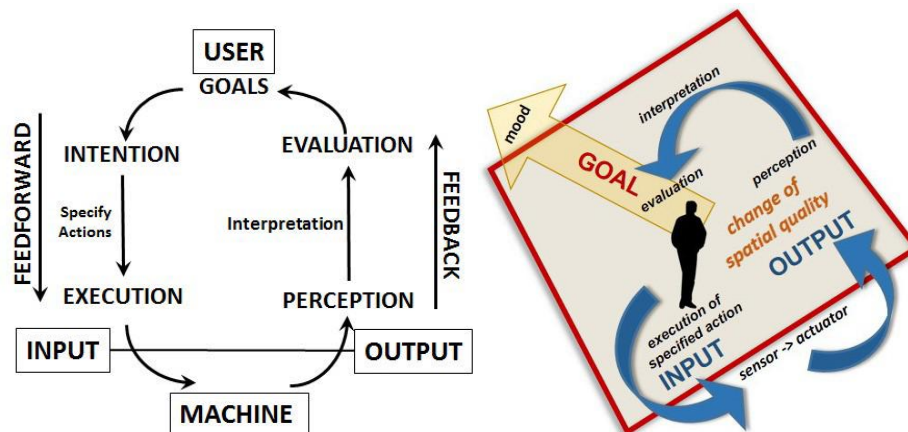 USER
GOALS
FEEDFORWARD
INTENTION
EVALUATION
FEEDBACK
Specify
Actions
Interpretation
EXECUTION
PERCEPTION
INPUT
OUTPUT
MACHINE
mood
GOAL
interpretation
evaluation
perception
change of
spatial quality
OUTPUT
execution of
specified action
INPUT
sensor -> actuator